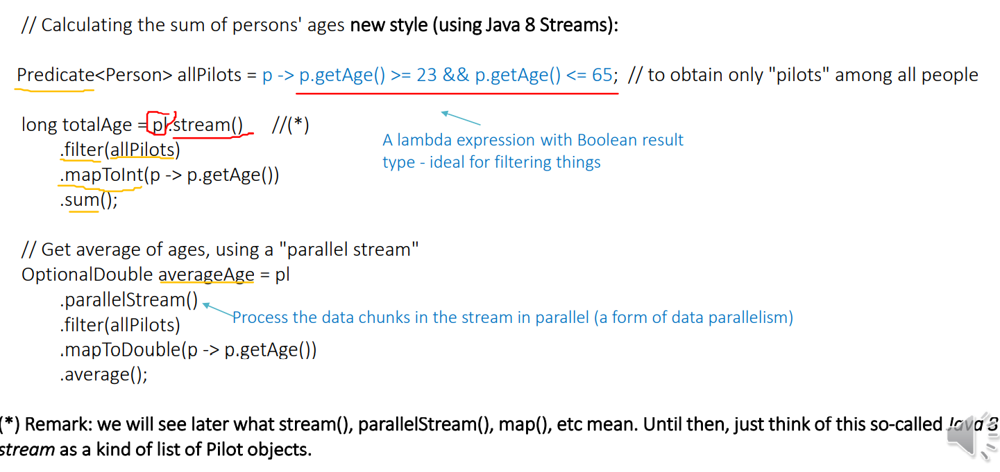 // Calculating the sum of persons' ages new style (using Java 8 Streams):
Predicate<Person> allPilots = p -> p.getAge() >= 23 && p.getAge() <= 65; // to obtain only "pilots" among all people
long totalAge = pl.stream() //(*)
.filter(allPilots)
.mapToInt(p -> p.getAge())
.sum();
A lambda expression with Boolean result
type - ideal for filtering things
// Get average of ages, using a "parallel stream"
OptionalDouble averageAge = pl
.parallelStream()
.filter(allPilots)
.mapToDouble(p -> p.getAge())
.average();
Process the data chunks in the stream in parallel (a form of data parallelism)
(*) Remark: we will see later what stream(), parallelStream(), map(), etc mean. Until then, just think of this so-called Java 8
stream as a kind of list of Pilot objects.